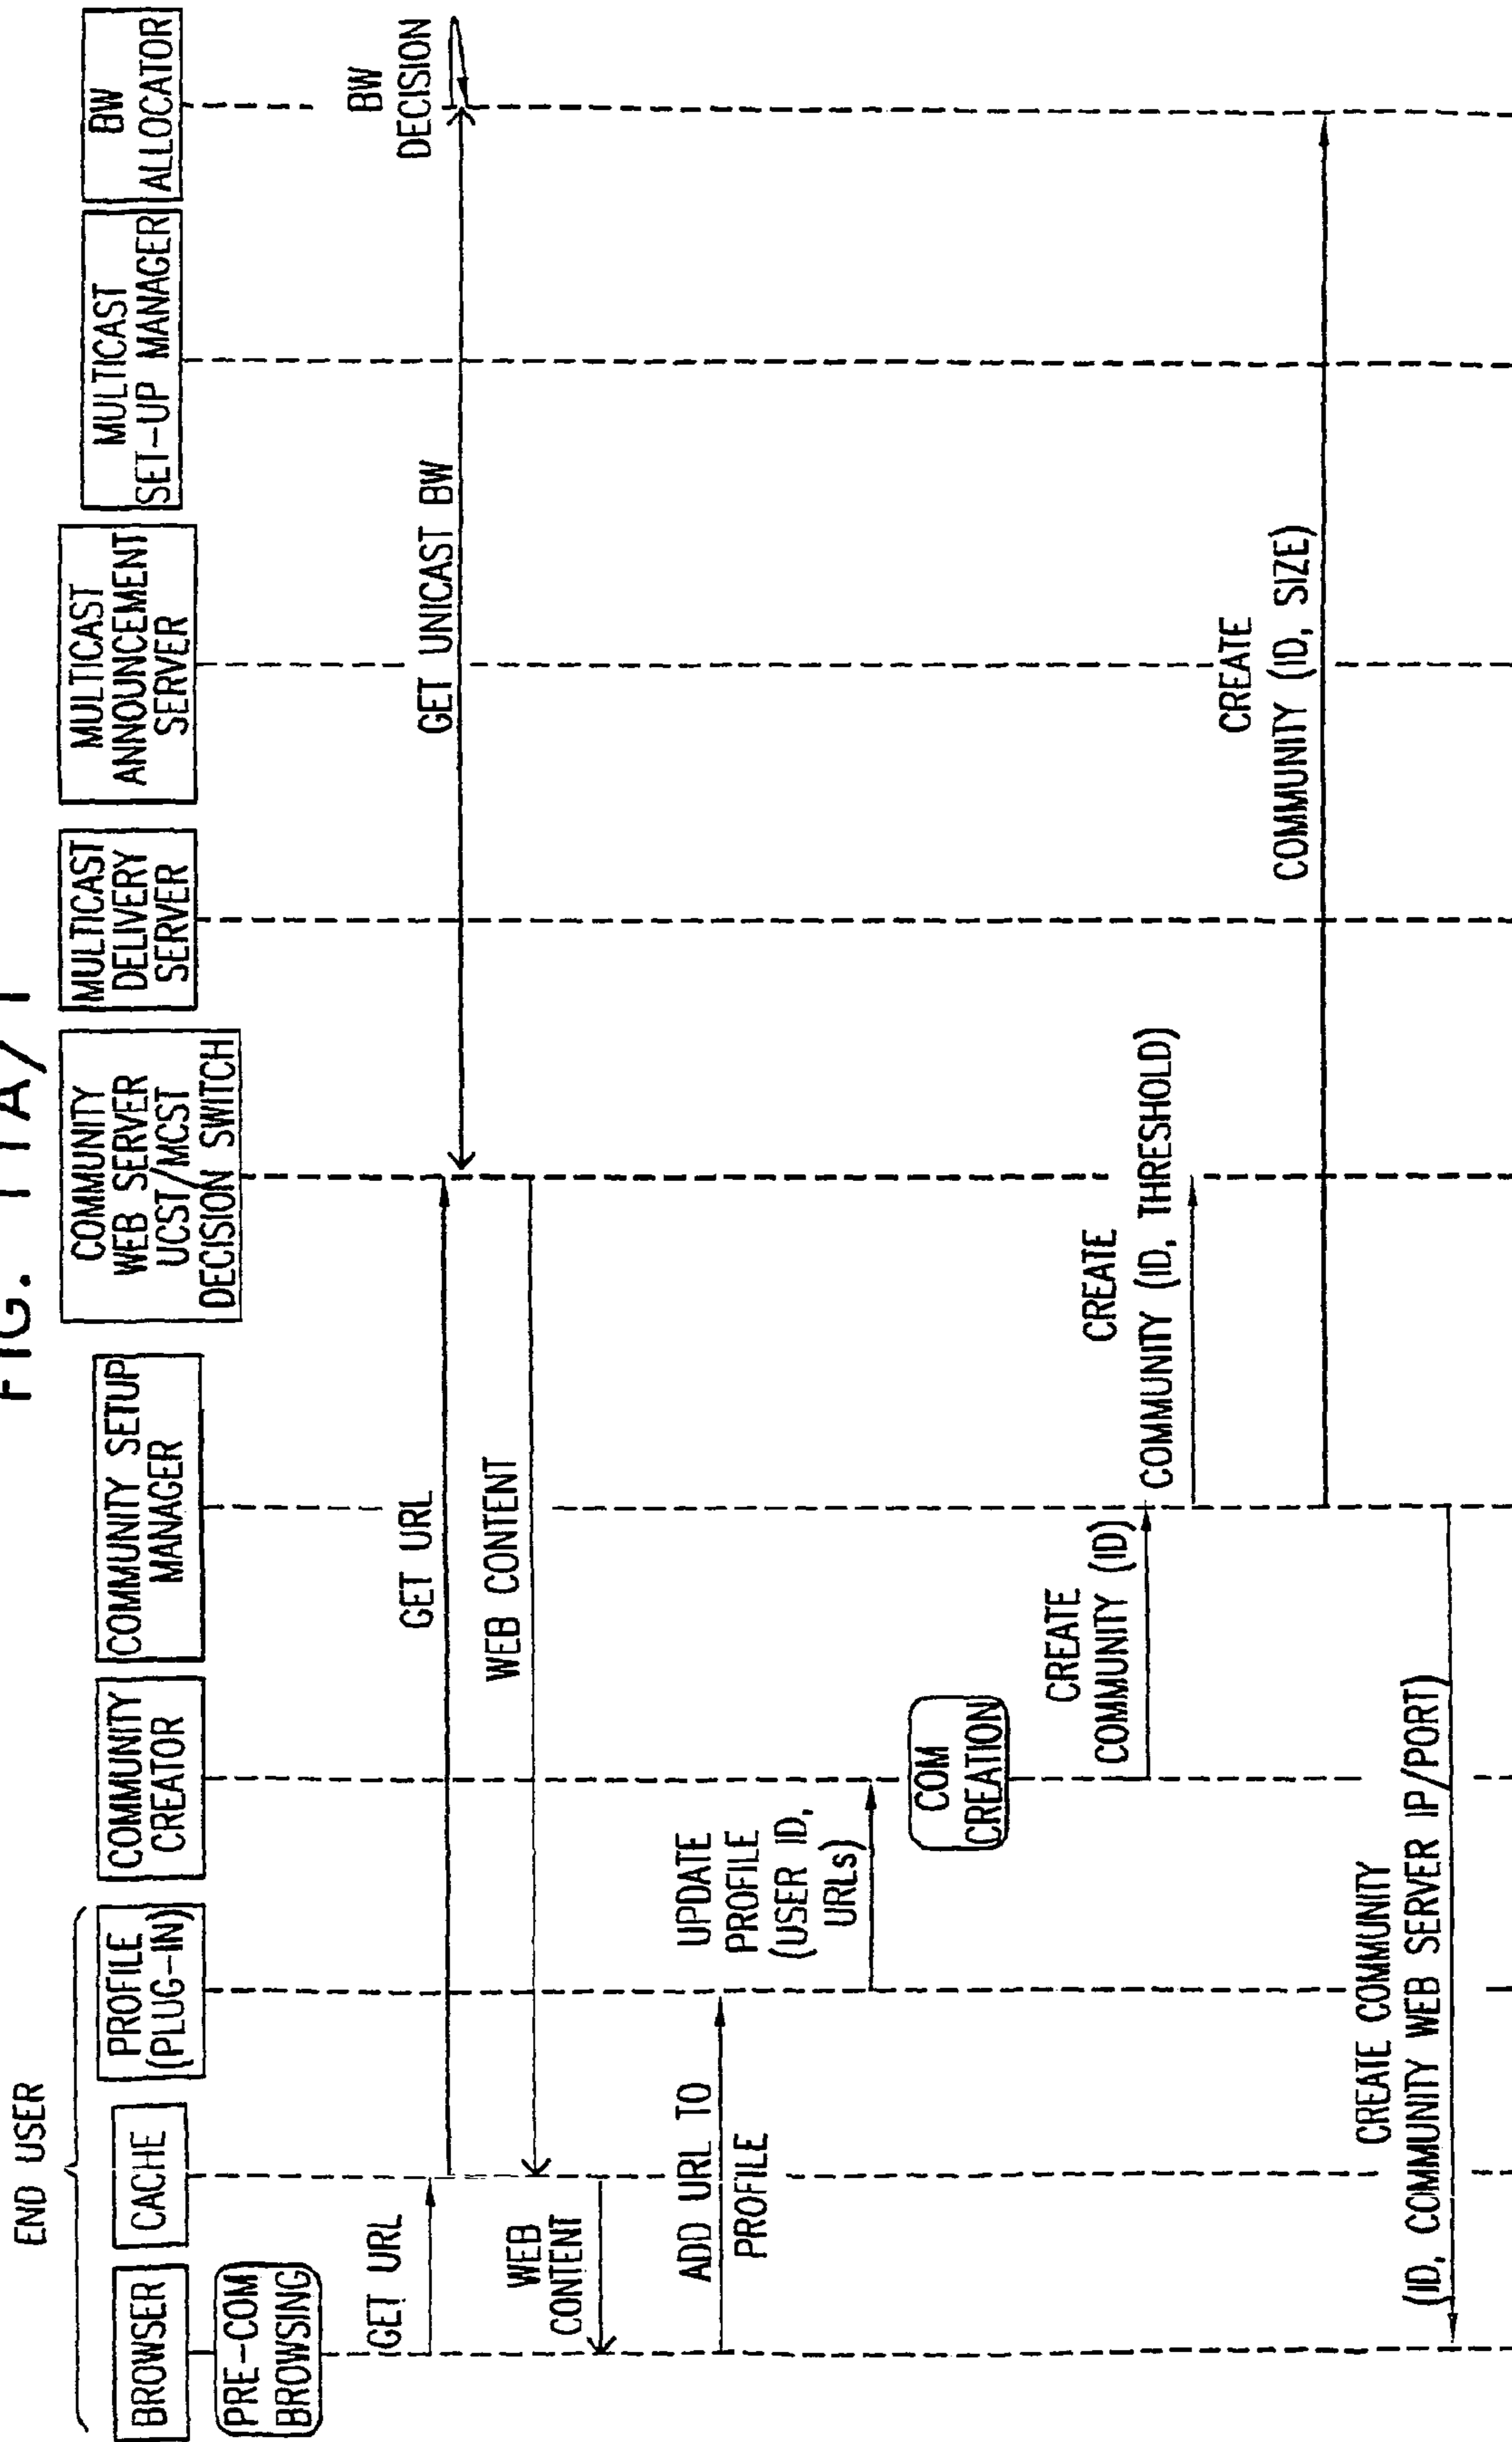 FIG. 11A/1
END USER
BROWSER
CACHE
PROFILE
(PLUG-IN)
COMMUNITY
CREATOR
COMMUNITY SETUP
MANAGER
COMMUNITY
WEB SERVER
UCST/MCST
DECISION SWITCH
MULTICAST
DELIVERY
SERVER
MULTICAST
ANNOUNCEMENT
SERVER
MULTICAST
SET-UP MANAGER
BW
ALLOCATOR
PRE-COM
BROWSING
GET URL
GET URL
GET UNICAST BW
BW
DECISION
WEB CONTENT
WEB
CONTENT
ADD URL TO
PROFILE
UPDATE
PROFILE
(USER ID,
URLs)
COM
CREATION
CREATE
COMMUNITY (ID)
CREATE
COMMUNITY (ID, THRESHOLD)
CREATE
COMMUNITY (ID, SIZE)
CREATE COMMUNITY
(ID, COMMUNITY WEB SERVER IP/PORT)